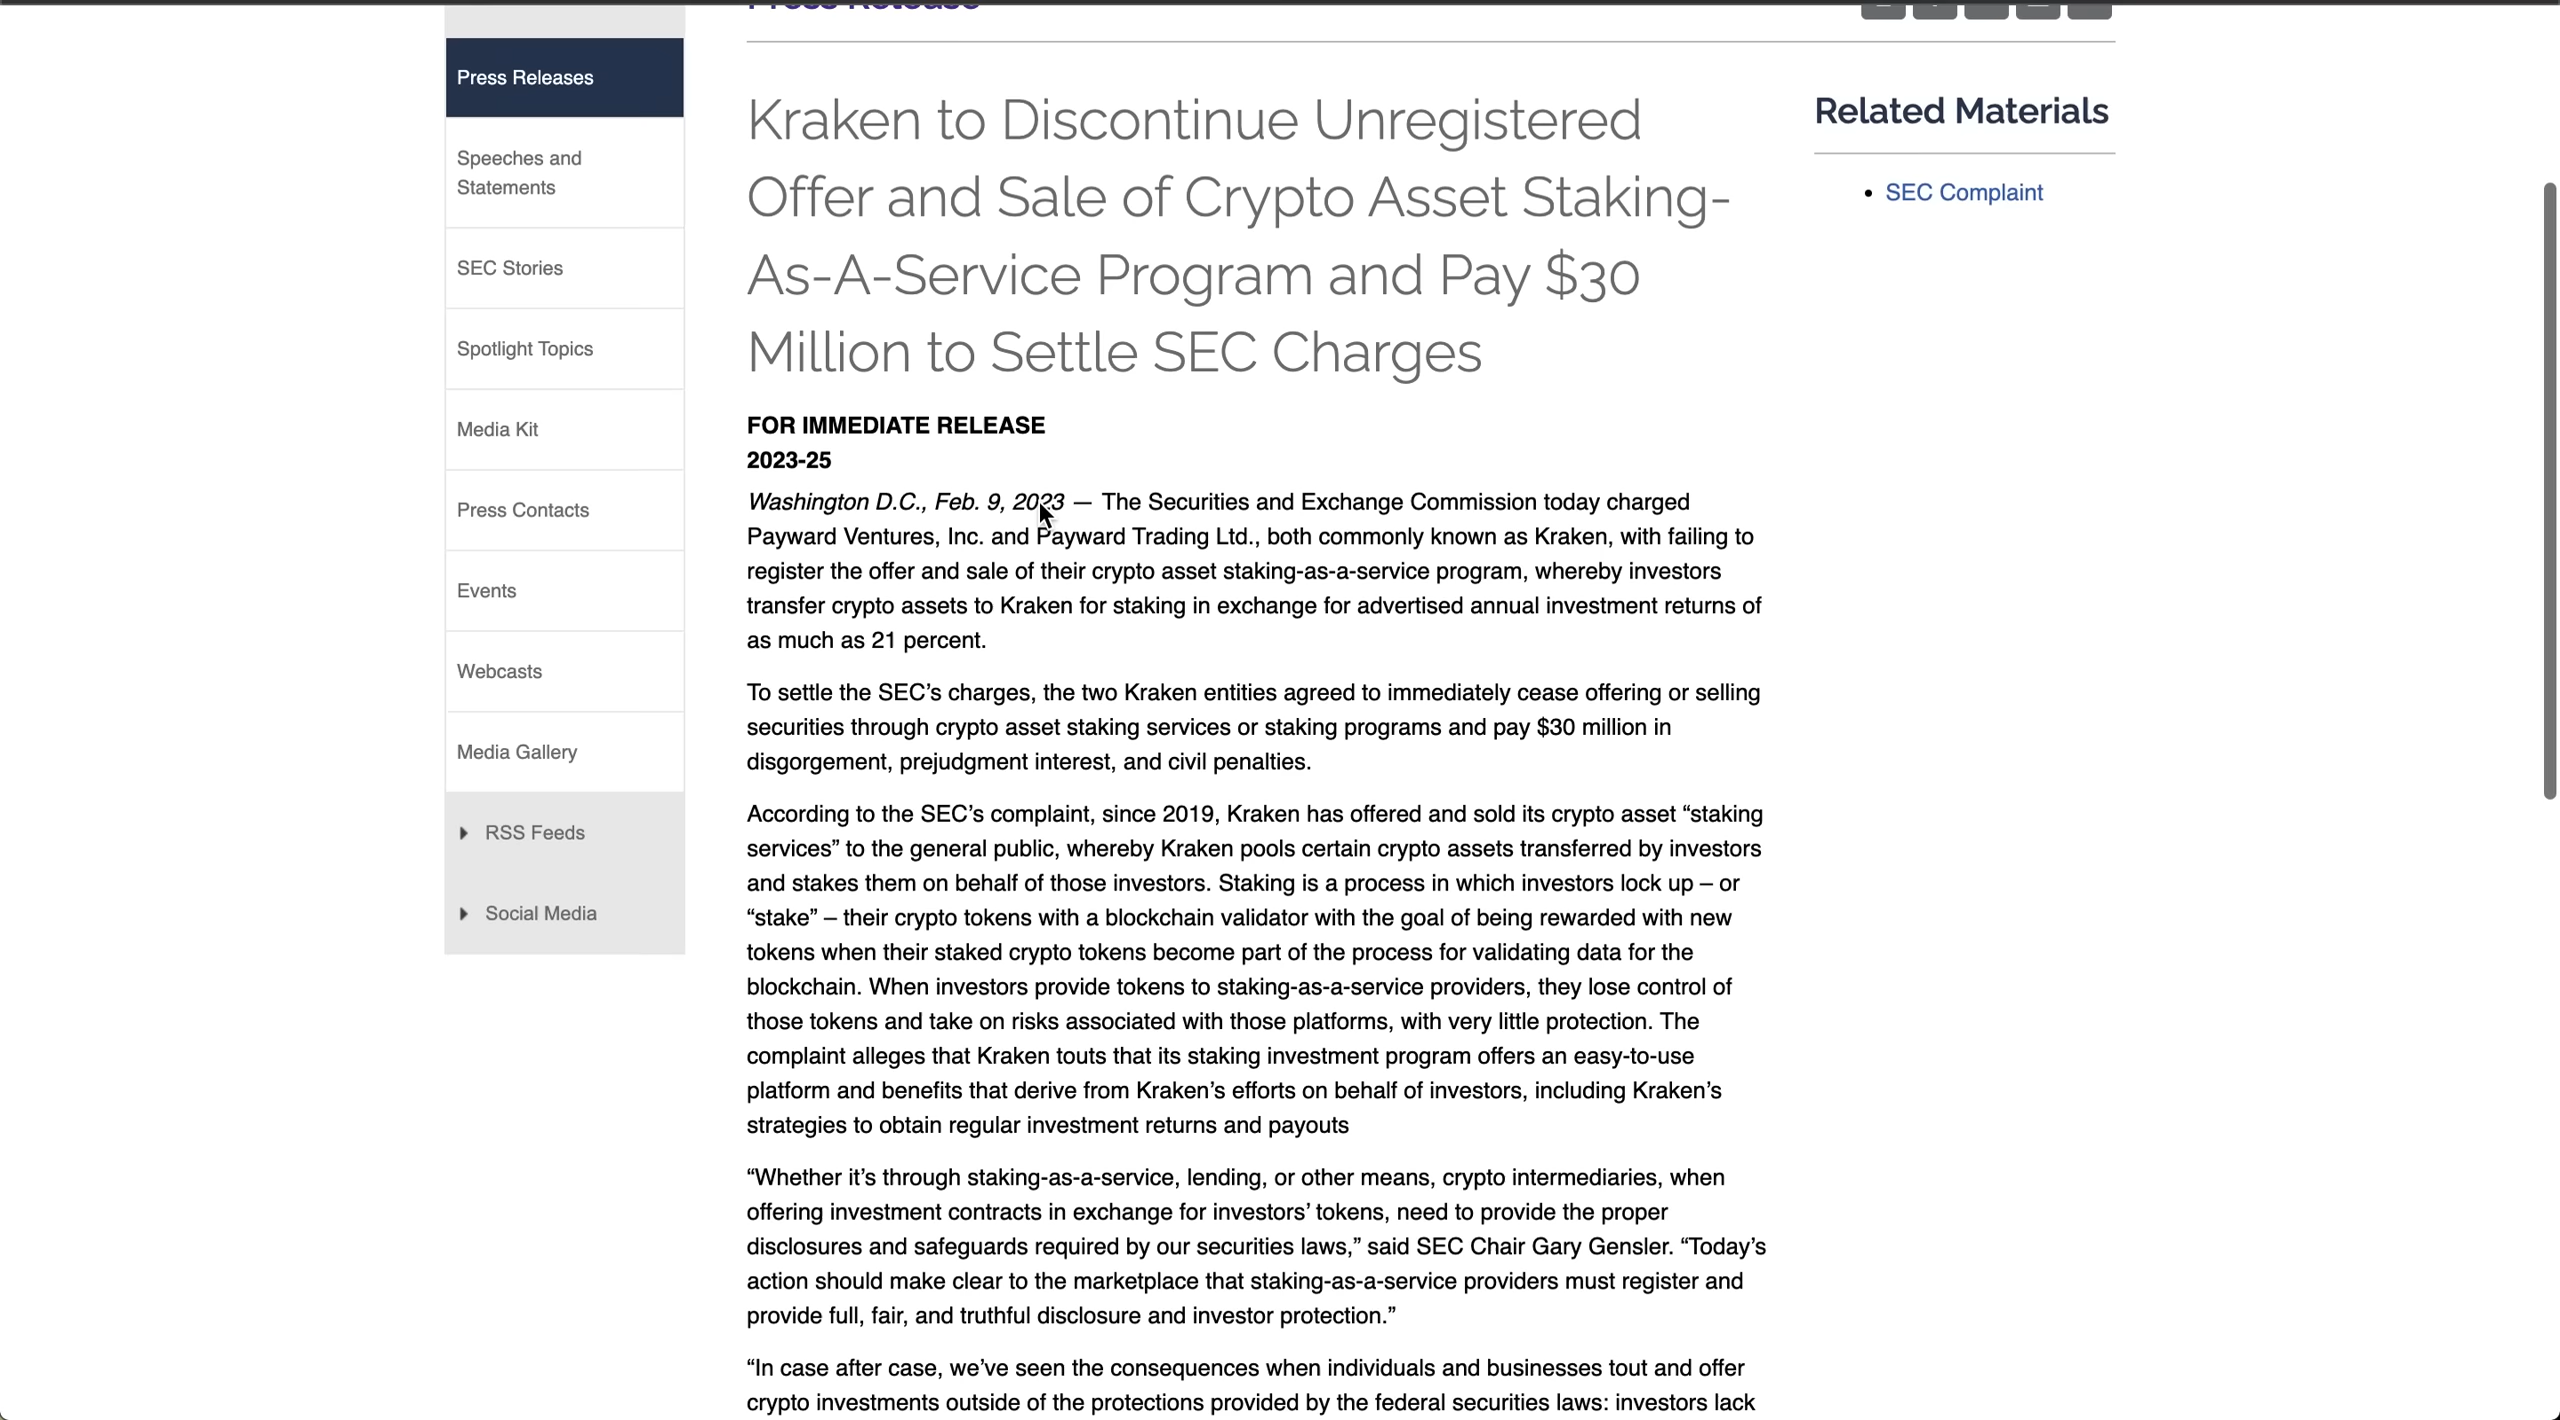 Press Release
Press Releases
Speeches and
Statements
SEC Stories
Spotlight Topics
Media Kit
Press Contacts
Events
Webcasts
Media Gallery
RSS Feeds
Social Media
Kraken to Discontinue Unregistered
Offer and Sale of Crypto Asset Staking-
As-A-Service Program and Pay $30
Million to Settle SEC Charges
FOR IMMEDIATE RELEASE
2023-25
Washington D.C., Feb. 9, 2023 — The Securities and Exchange Commission today charged
Payward Ventures, Inc. and Payward Trading Ltd., both commonly known as Kraken, with failing to
register the offer and sale of their crypto asset staking-as-a-service program, whereby investors
transfer crypto assets to Kraken for staking in exchange for advertised annual investment returns of
as much as 21 percent.
To settle the SEC’s charges, the two Kraken entities agreed to immediately cease offering or selling
securities through crypto asset staking services or staking programs and pay $30 million in
disgorgement, prejudgment interest, and civil penalties.
According to the SEC’s complaint, since 2019, Kraken has offered and sold its crypto asset “staking
services” to the general public, whereby Kraken pools certain crypto assets transferred by investors
and stakes them on behalf of those investors. Staking is a process in which investors lock up – or
“stake” – their crypto tokens with a blockchain validator with the goal of being rewarded with new
tokens when their staked crypto tokens become part of the process for validating data for the
blockchain. When investors provide tokens to staking-as-a-service providers, they lose control of
those tokens and take on risks associated with those platforms, with very little protection. The
complaint alleges that Kraken touts that its staking investment program offers an easy-to-use
platform and benefits that derive from Kraken’s efforts on behalf of investors, including Kraken’s
strategies to obtain regular investment returns and payouts
“Whether it’s through staking-as-a-service, lending, or other means, crypto intermediaries, when
offering investment contracts in exchange for investors’ tokens, need to provide the proper
disclosures and safeguards required by our securities laws,” said SEC Chair Gary Gensler. “Today’s
action should make clear to the marketplace that staking-as-a-service providers must register and
provide full, fair, and truthful disclosure and investor protection.”
“In case after case, we’ve seen the consequences when individuals and businesses tout and offer
crypto investments outside of the protections provided by the federal securities laws: investors lack
Related Materials
• SEC Complaint